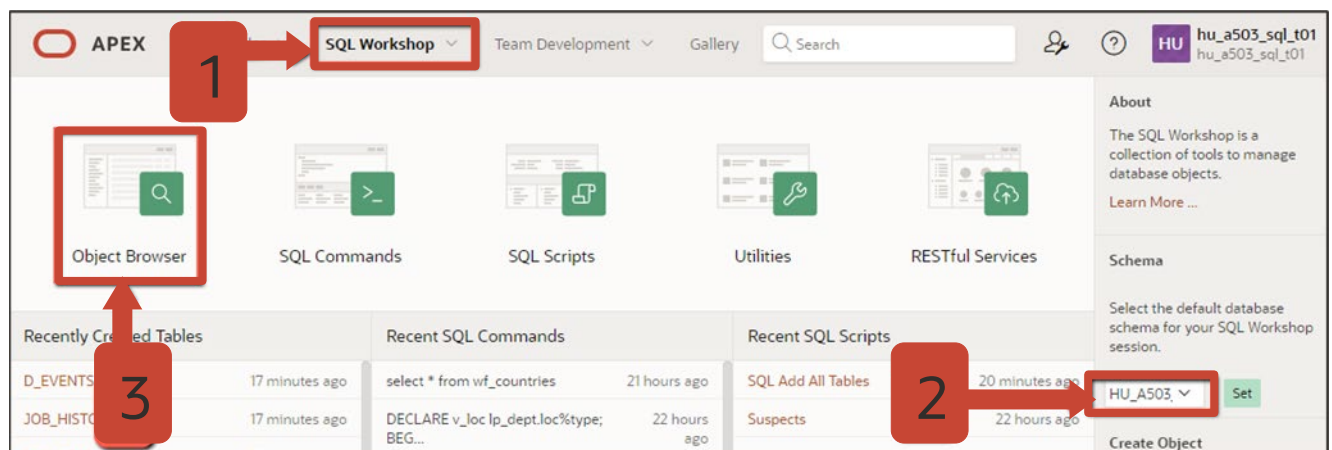 APEX
SQL Workshop
Team Development
Gallery
Search
HU
hu_a503_sql_t01
hu_a503_sql_t01
1
Object Browser
SQL Commands
SQL Scripts
Utilities
RESTful Services
About
The SQL Workshop is a
collection of tools to manage
database objects.
Learn More ...
Schema
Select the default database
schema for your SQL Workshop
session.
HU_A503_
Set
Create Object
2
3
Recently Tables
D_EVENTS 17 minutes ago
17 minutes ago
Recent SQL Commands
select * from wf_countries 21 hours ago
DECLARE v_loc lp_dept.loc%type; 22 hours
BEG... ago
Recent SQL Scripts
SQL Add All Tables 20 minutes ago
Suspects 22 hours ago